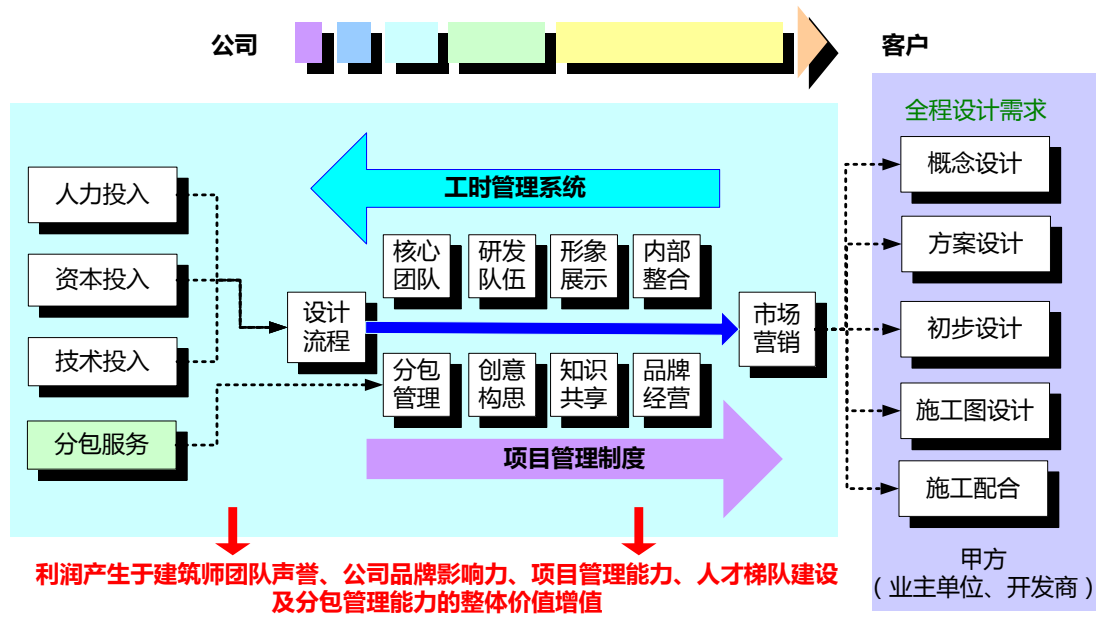 公司
客户
全程设计需求
人力投入
资本投入
技术投入
分包服务
设计
流程
工时管理系统
核心
团队
研发
队伍
形象
展示
内部
整合
分包
管理
创意
构思
知识
共享
品牌
经营
项目管理制度
市场
营销
概念设计
方案设计
初步设计
施工图设计
施工配合
甲方
（业主单位、开发商）
利润产生于建筑师团队声誉、公司品牌影响力、项目管理能力、人才梯队建设
及分包管理能力的整体价值增值